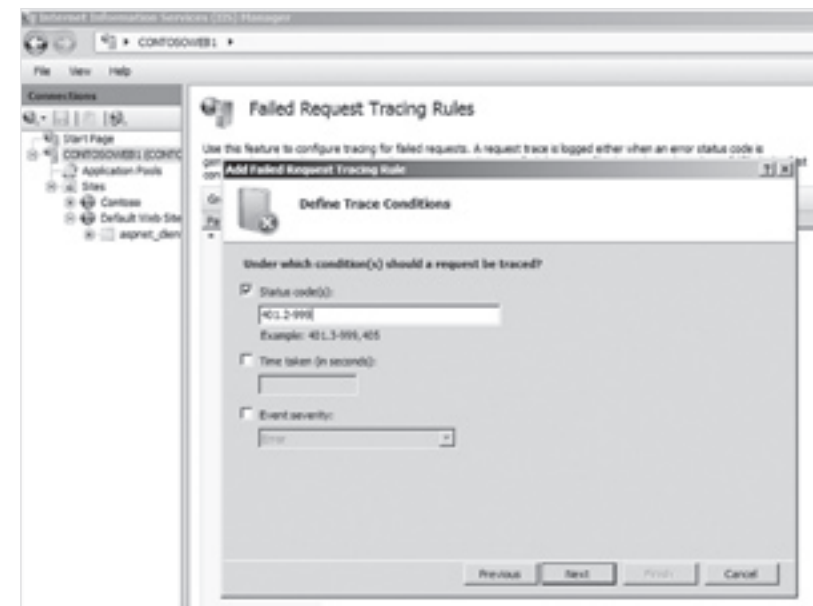 Internet Information Services (IIS) Manager
CONTOSOWEB1
File View Help
Connections
Start Page
CONTOSOWEB1 (CONTO
Application Pools
Sites
Contoso
Default Web Site
aspnet_clien
Failed Request Tracing Rules
Use this feature to configure tracing for failed requests. A request trace is logged either when an error status code is
Add Failed Request Tracing Rule
Define Trace Conditions
Under which condition(s) should a request be traced?
Status code(s):
401.2-999
Example: 401.3-999,405
Time taken (in seconds):
Event severity:
Error
Previous Next Finish Cancel